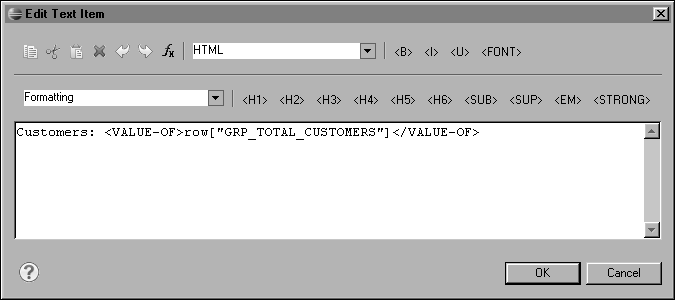 Edit Text Item
fx HTML <B> <I> <U> <FONT>
Formatting <H1> <H2> <H3> <H4> <H5> <H6> <SUB> <SUP> <EM> <STRONG>
Customers: <VALUE-OF>row["GRP_TOTAL_CUSTOMERS"]</VALUE-OF>
? OK Cancel